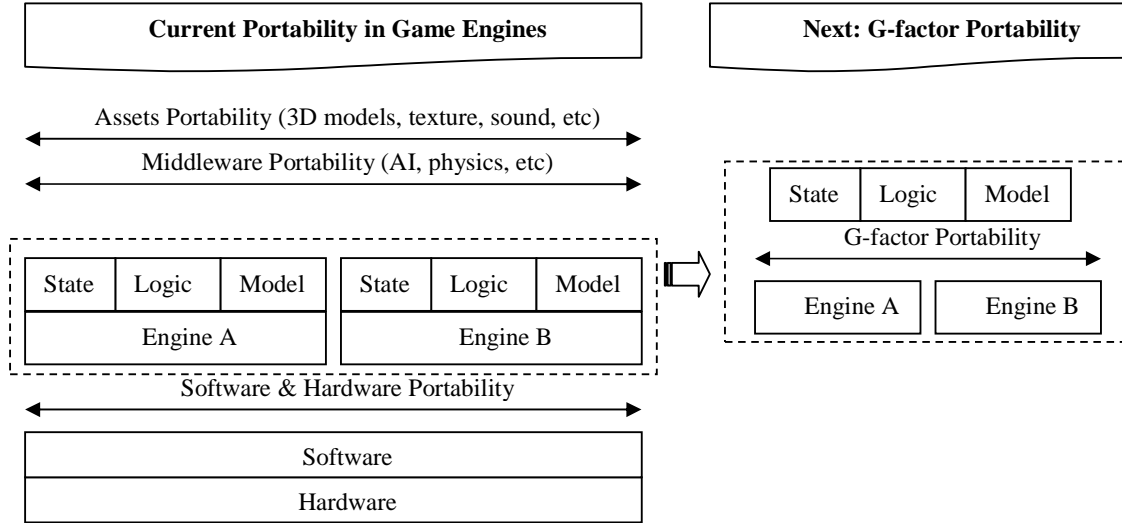 Current Portability in Game Engines
Next: G-factor Portability
Assets Portability (3D models, texture, sound, etc)
Middleware Portability (AI, physics, etc)
State Logic Model State Logic Model
Engine A Engine B
Software & Hardware Portability
Software
Hardware
State Logic Model
G-factor Portability
Engine A Engine B